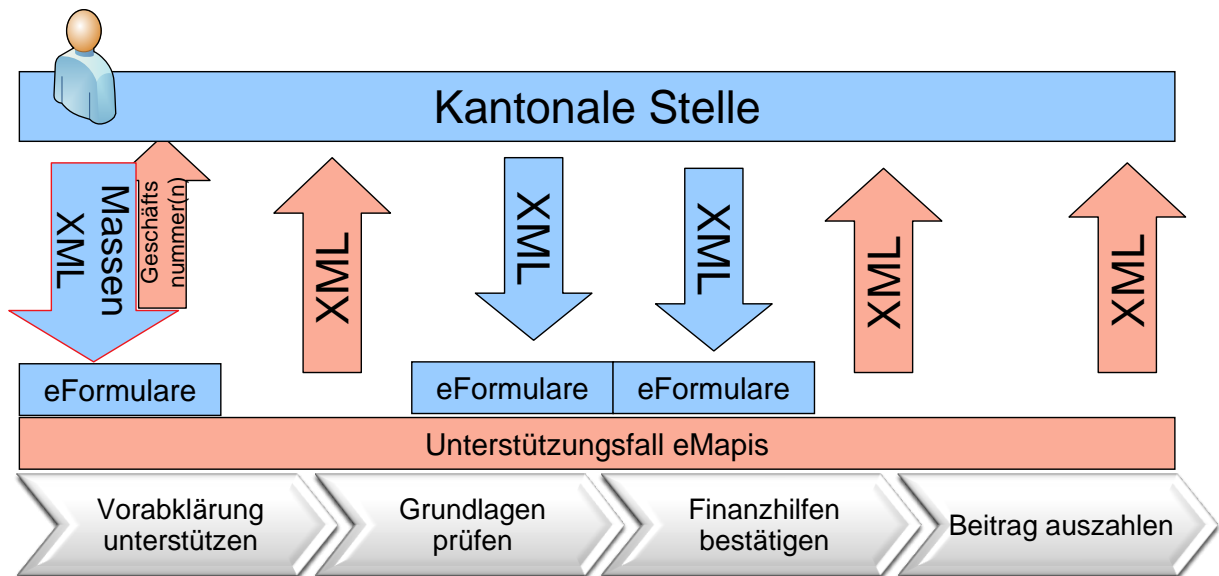 Kantonale Stelle
Massen
XML
Geschäfts
nummer(n)
XML
XML
XML
XML
XML
eFormulare
eFormulare
eFormulare
Unterstützungsfall eMapis
Vorabklärung
unterstützen
Grundlagen
prüfen
Finanzhilfen
bestätigen
Beitrag auszahlen